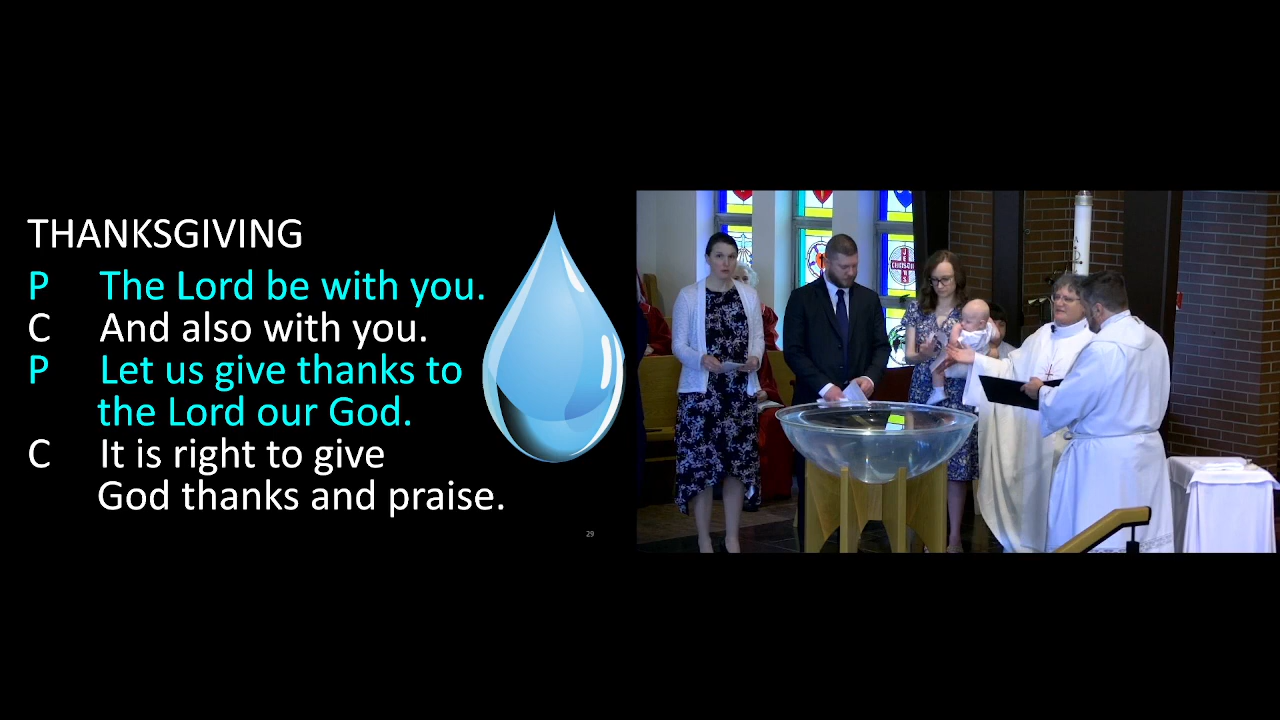 THANKSGIVING
P The Lord be with you.
C And also with you.
P Let us give thanks to
the Lord our God.
C It is right to give
God thanks and praise.
29